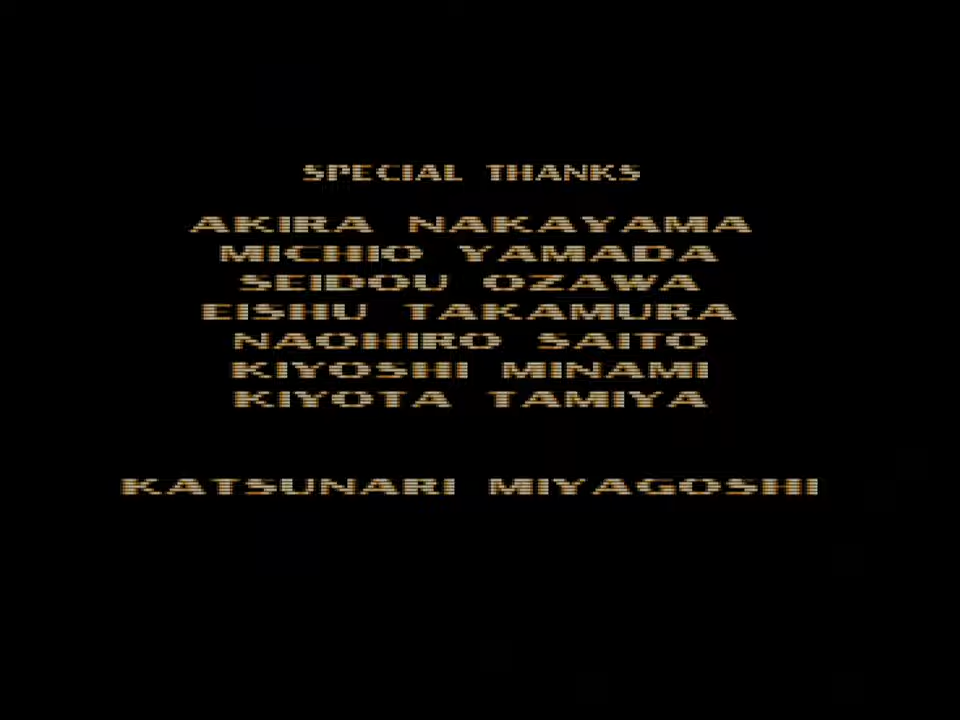 SPECIAL THANKS
AKIRA NAKAYAMA
MICHIO YAMADA
SEIDOU OZAWA
EISHU TAKAMURA
NAOHIRO SAITO
KIYOSHI MINAMI
KIYOTA TAMIYA
KATSUNARI MIYAGOSHI